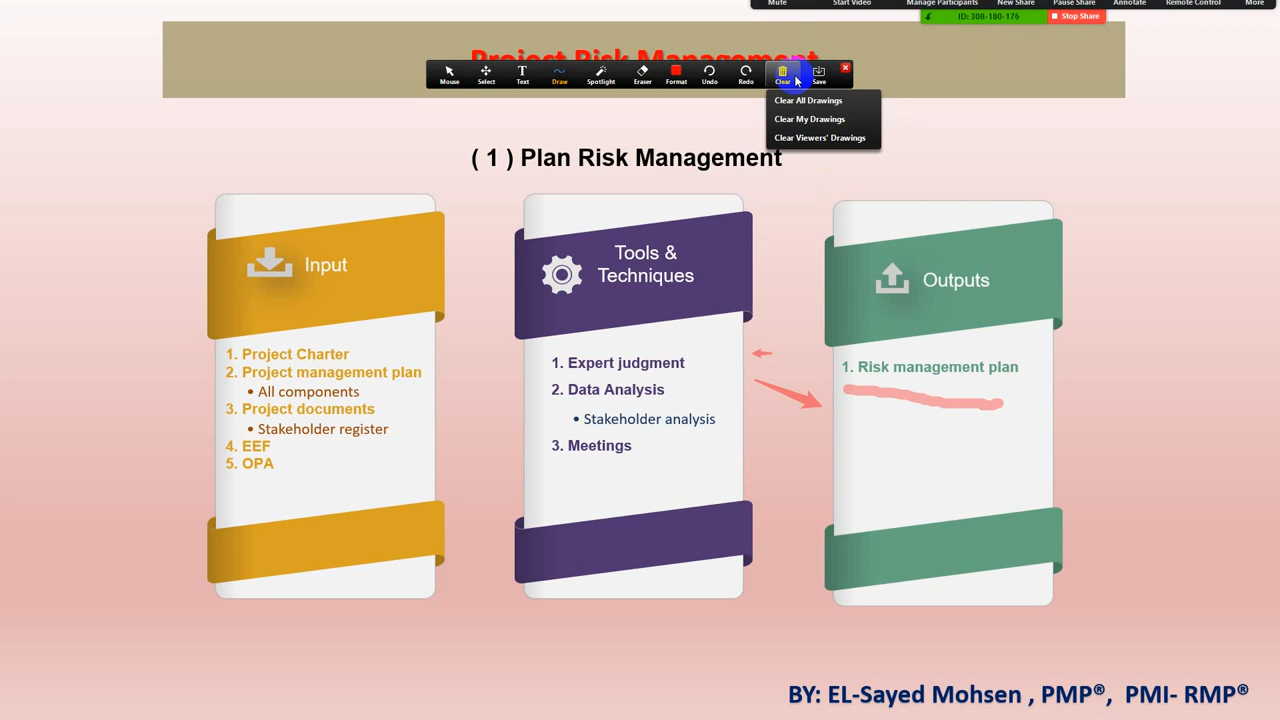 Mute Start Video Manage Participants New Share Pause Share Annotate Remote Control More
ID: 308-180-176 Stop Share
Project Risk Management
Mouse Select Text Draw Spotlight Eraser Format Undo Redo Clear Save
Clear All Drawings
Clear My Drawings
Clear Viewers' Drawings
( 1 ) Plan Risk Management
Input
1. Project Charter
2. Project management plan
• All components
3. Project documents
• Stakeholder register
4. EEF
5. OPA
Tools &
Techniques
1. Expert judgment
2. Data Analysis
• Stakeholder analysis
3. Meetings
Outputs
1. Risk management plan
BY: EL-Sayed Mohsen , PMP®, PMI- RMP®